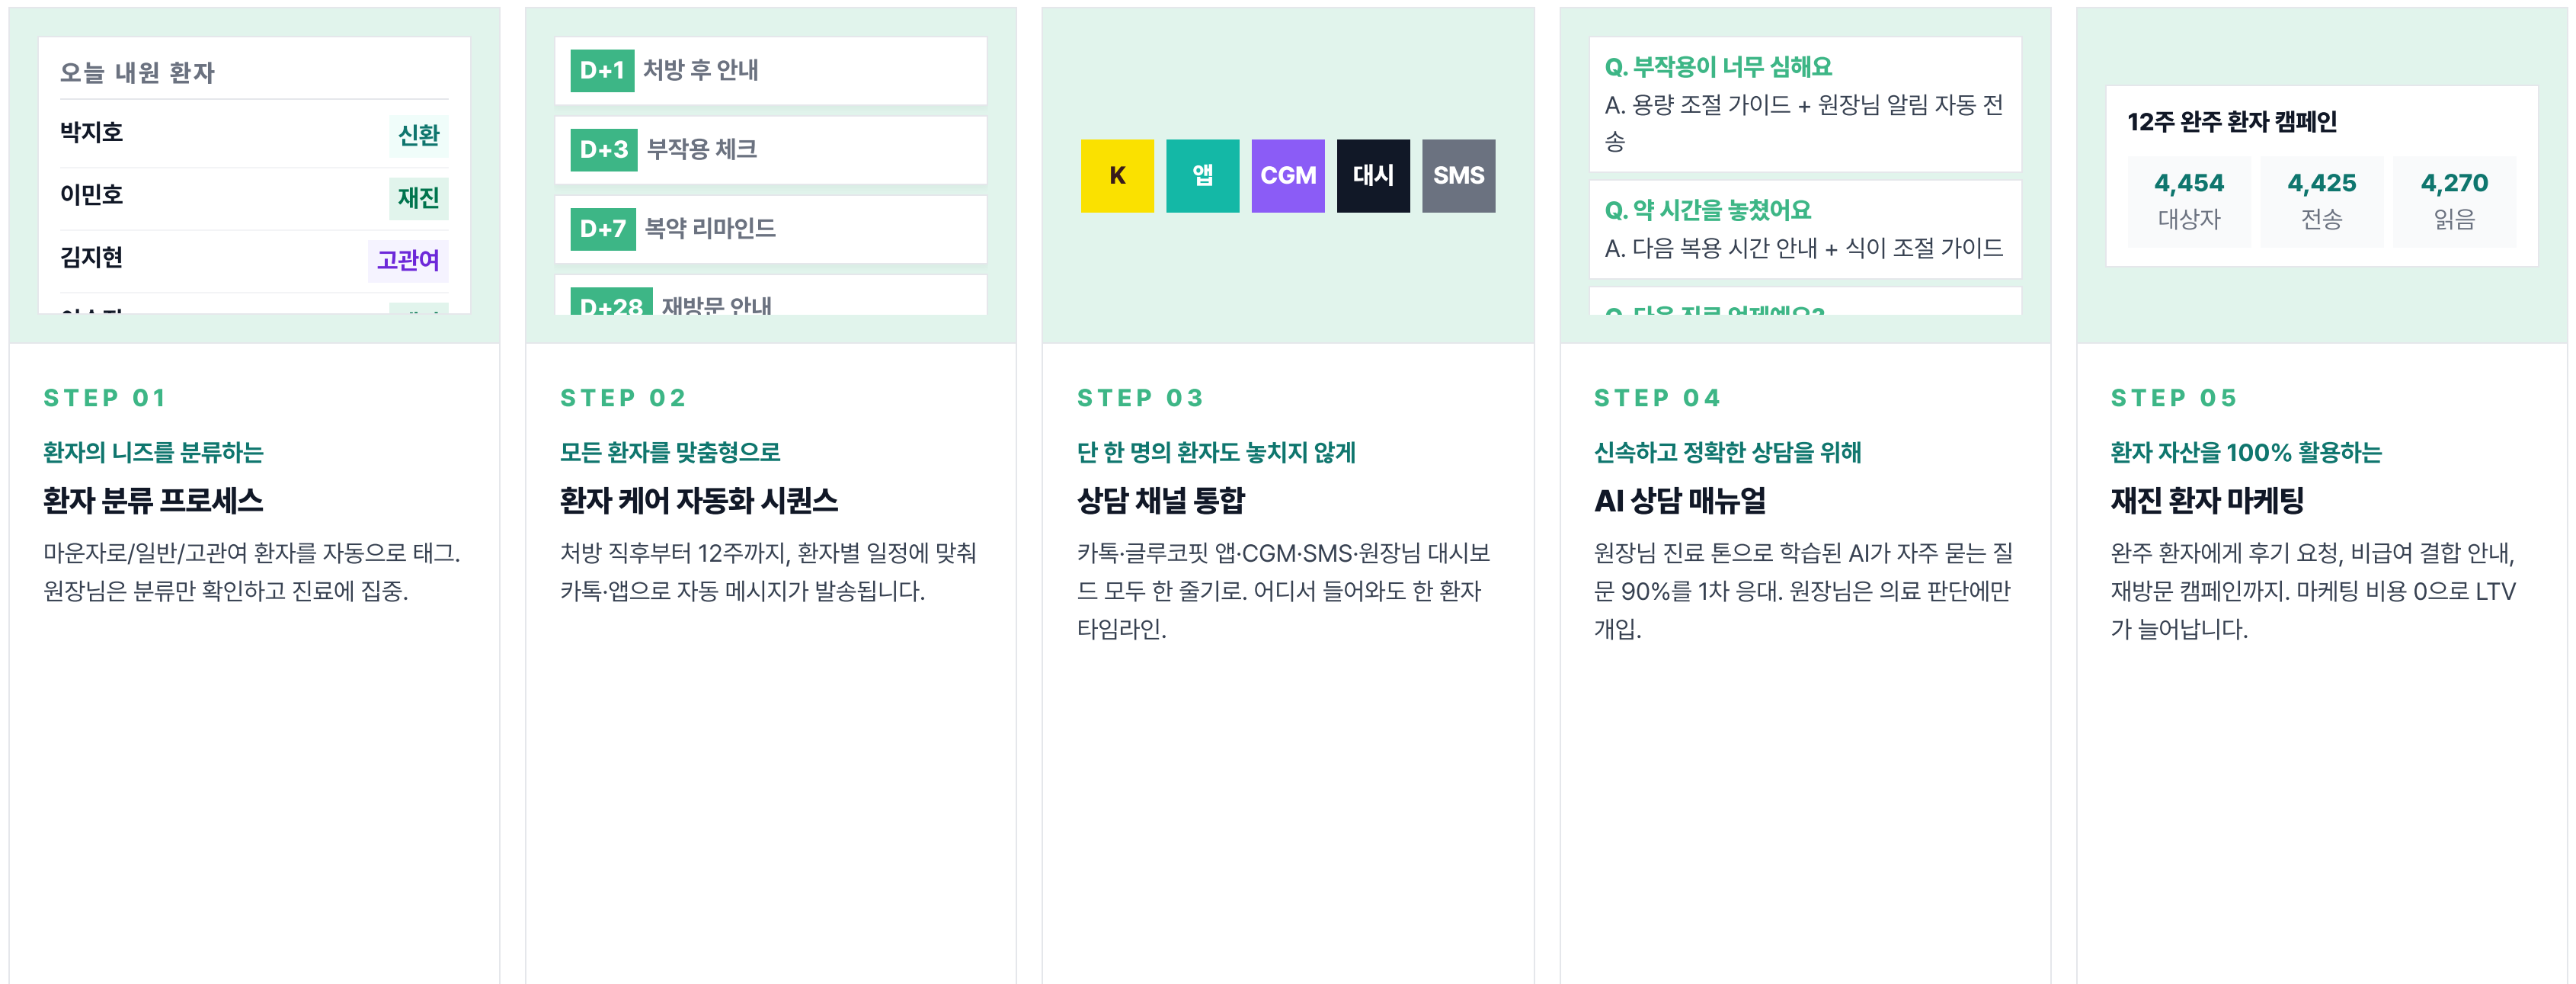 오늘 내원 환자
박지호 신환
이민호 재진
김지현 고관여
D+1 처방 후 안내
D+3 부작용 체크
D+7 복약 리마인드
D+28 재방문 안내
K 앱 CGM 대시 SMS
Q. 부작용이 너무 심해요
A. 용량 조절 가이드 + 원장님 알림 자동 전
송
Q. 약 시간을 놓쳤어요
A. 다음 복용 시간 안내 + 식이 조절 가이드
Q. 다음 진료 언제예요?
12주 완주 환자 캠페인
4,454 4,425 4,270
대상자 전송 읽음
STEP 01
환자의 니즈를 분류하는
환자 분류 프로세스
마운자로/일반/고관여 환자를 자동으로 태그.
원장님은 분류만 확인하고 진료에 집중.
STEP 02
모든 환자를 맞춤형으로
환자 케어 자동화 시퀀스
처방 직후부터 12주까지, 환자별 일정에 맞춰
카톡·앱으로 자동 메시지가 발송됩니다.
STEP 03
단 한 명의 환자도 놓치지 않게
상담 채널 통합
카톡·글루코핏 앱·CGM·SMS·원장님 대시보
드 모두 한 줄기로. 어디서 들어와도 한 환자
타임라인.
STEP 04
신속하고 정확한 상담을 위해
AI 상담 매뉴얼
원장님 진료 톤으로 학습된 AI가 자주 묻는 질
문 90%를 1차 응대. 원장님은 의료 판단에만
개입.
STEP 05
환자 자산을 100% 활용하는
재진 환자 마케팅
완주 환자에게 후기 요청, 비급여 결합 안내,
재방문 캠페인까지. 마케팅 비용 0으로 LTV
가 늘어납니다.